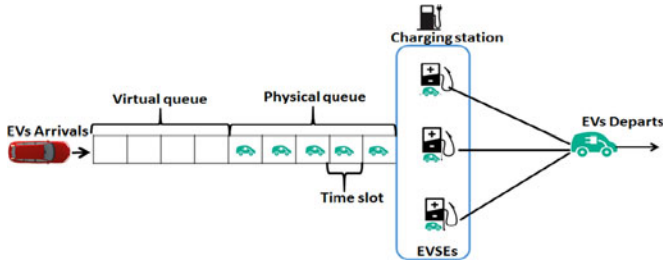 Charging station
Virtual queue
Physical queue
EVs Arrivals
EVs Departs
Time slot
EVSEs